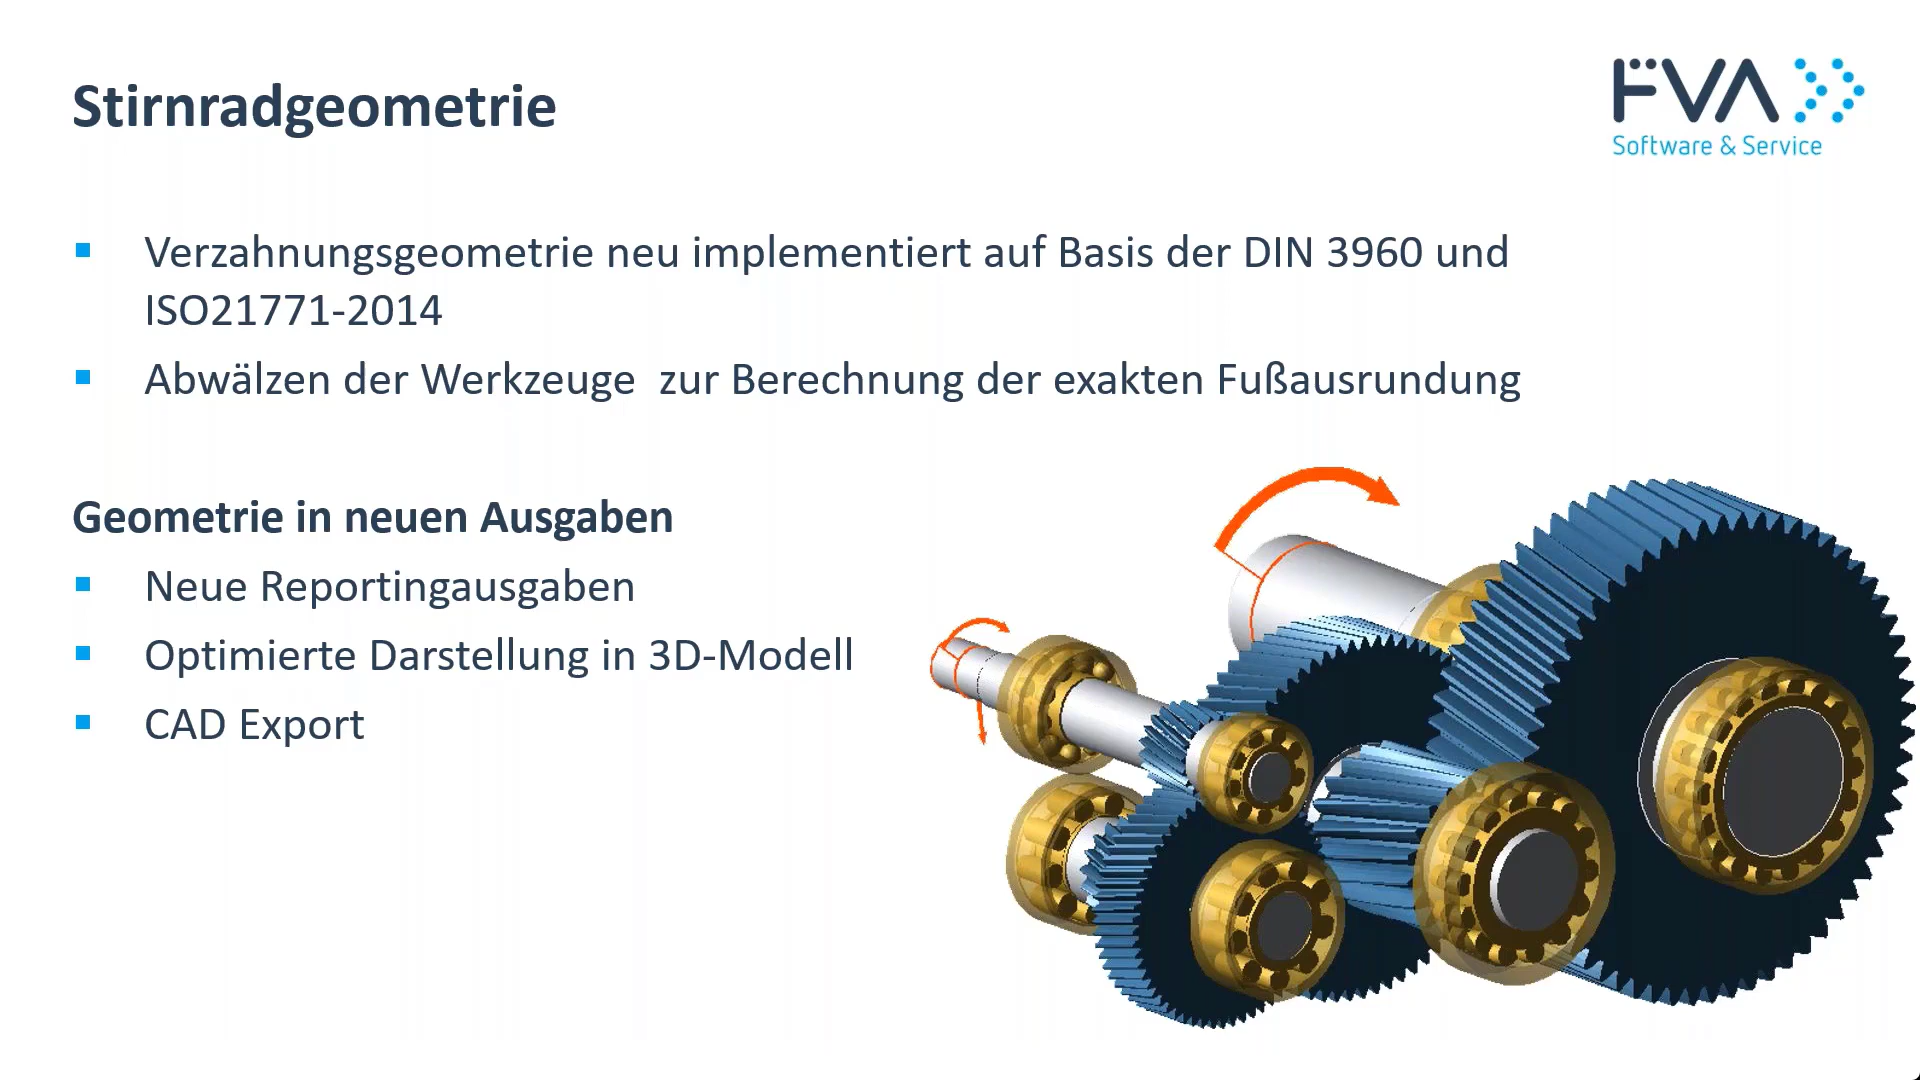 Stirnradgeometrie
FVA
Software & Service
Verzahnungsgeometrie neu implementiert auf Basis der DIN 3960 und
ISO21771-2014
Abwälzen der Werkzeuge  zur Berechnung der exakten Fußausrundung
Geometrie in neuen Ausgaben
Neue Reportingausgaben
Optimierte Darstellung in 3D-Modell
CAD Export